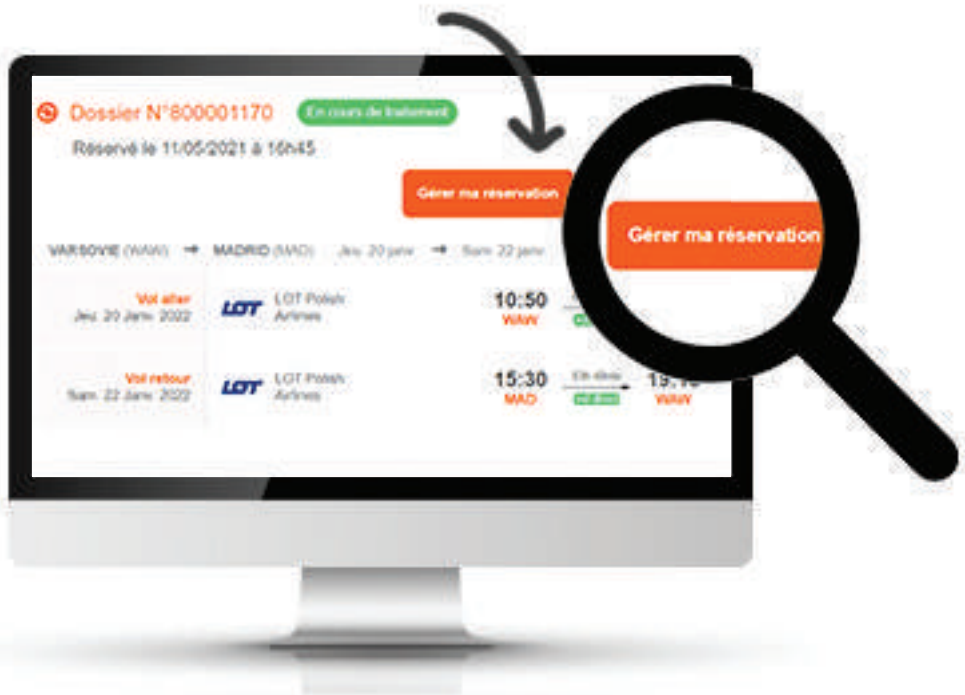 Dossier N°800001170 En cours de traitement
Réservé le 11/05/2021 à 16h45
Gérer ma réservation
Gérer ma réservation
VARSOVIE (WAW) → MADRID (MAD) Jeu. 20 janv → Sam. 22 janv
Vol aller
Jeu. 20 Janv. 2022
LOT
LOT Polish
Airlines
10:50
WAW
Vol retour
Sam. 22 Janv. 2022
LOT
LOT Polish
Airlines
15:30
MAD
WAW